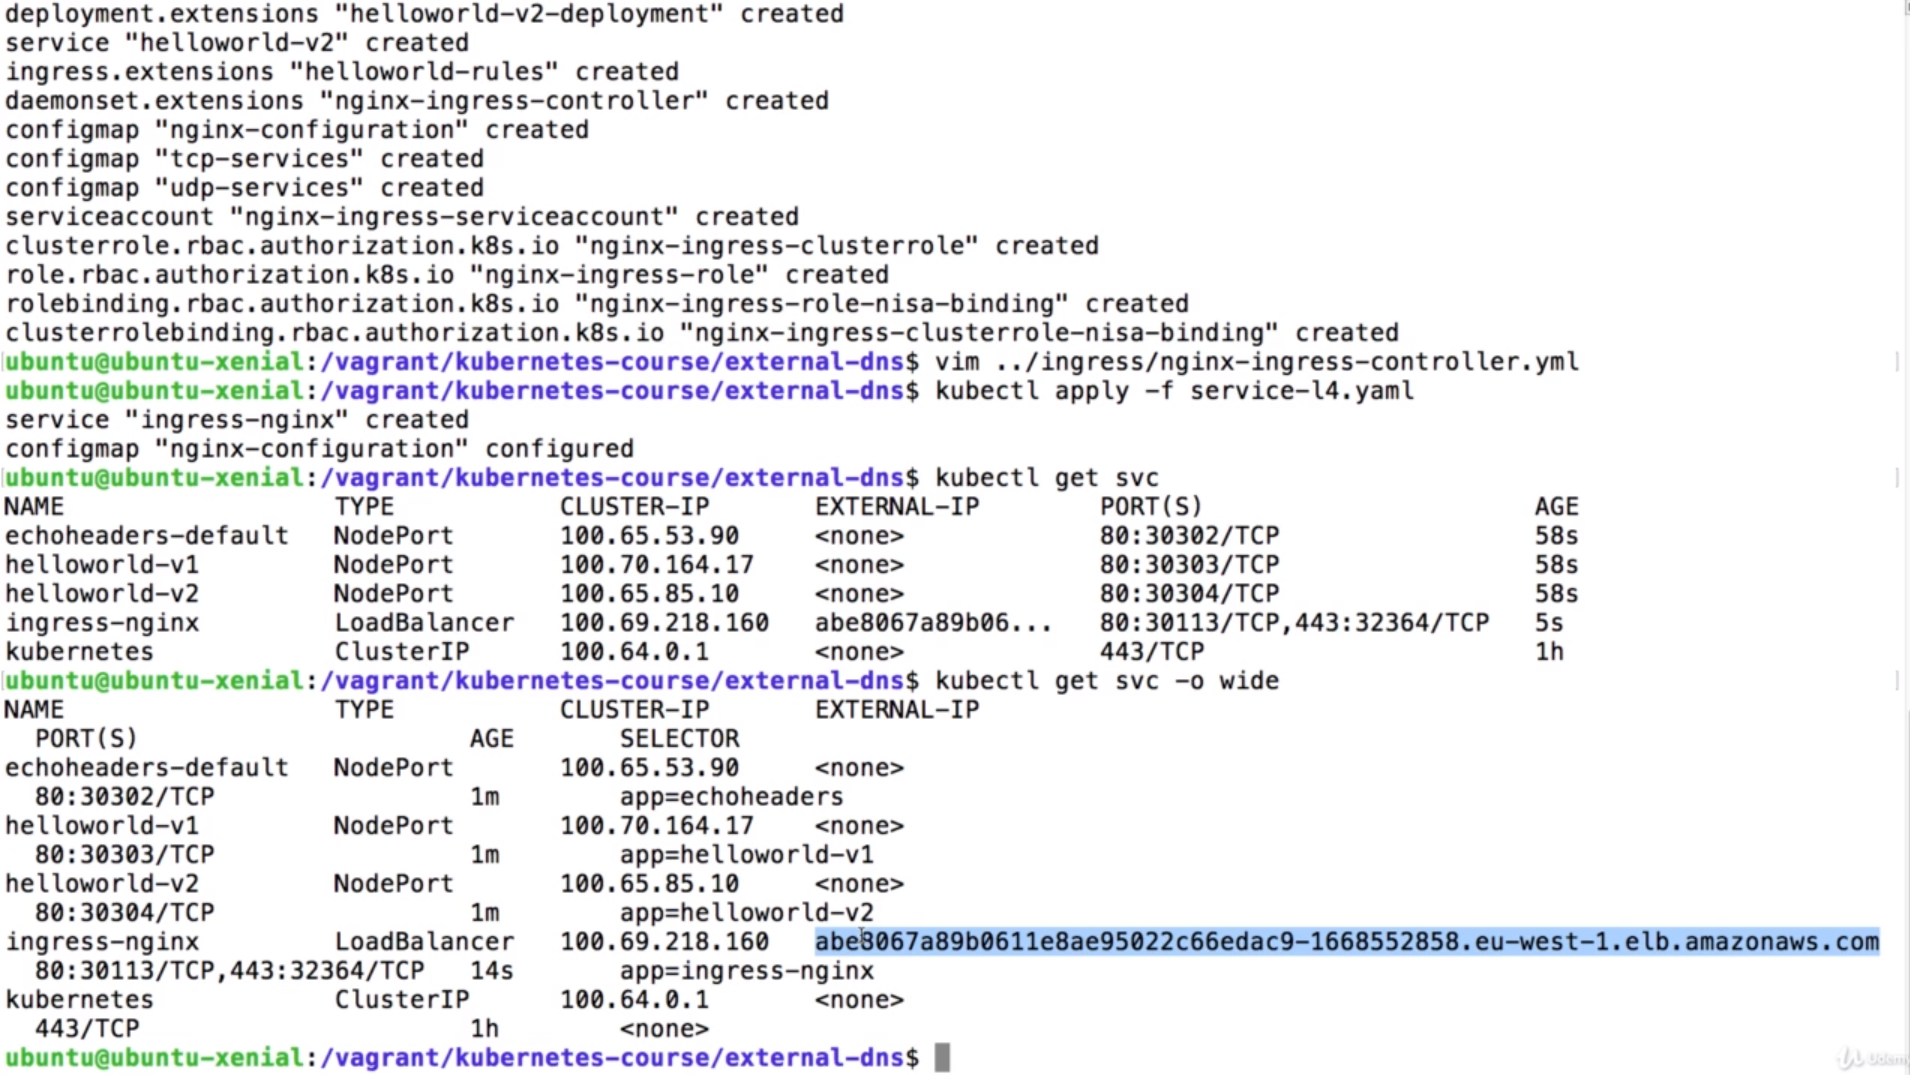 deployment.extensions "helloworld-v2-deployment" created
service "helloworld-v2" created
ingress.extensions "helloworld-rules" created
daemonset.extensions "nginx-ingress-controller" created
configmap "nginx-configuration" created
configmap "tcp-services" created
configmap "udp-services" created
serviceaccount "nginx-ingress-serviceaccount" created
clusterrole.rbac.authorization.k8s.io "nginx-ingress-clusterrole" created
role.rbac.authorization.k8s.io "nginx-ingress-role" created
rolebinding.rbac.authorization.k8s.io "nginx-ingress-role-nisa-binding" created
clusterrolebinding.rbac.authorization.k8s.io "nginx-ingress-clusterrole-nisa-binding" created
ubuntu@ubuntu-xenial:/vagrant/kubernetes-course/external-dns$ vim ../ingress/nginx-ingress-controller.yml
ubuntu@ubuntu-xenial:/vagrant/kubernetes-course/external-dns$ kubectl apply -f service-l4.yaml
service "ingress-nginx" created
configmap "nginx-configuration" configured
ubuntu@ubuntu-xenial:/vagrant/kubernetes-course/external-dns$ kubectl get svc
NAME TYPE CLUSTER-IP EXTERNAL-IP PORT(S) AGE
echoheaders-default NodePort 100.65.53.90 <none> 80:30302/TCP 58s
helloworld-v1 NodePort 100.70.164.17 <none> 80:30303/TCP 58s
helloworld-v2 NodePort 100.65.85.10 <none> 80:30304/TCP 58s
ingress-nginx LoadBalancer 100.69.218.160 abe8067a89b06... 80:30113/TCP,443:32364/TCP 5s
kubernetes ClusterIP 100.64.0.1 <none> 443/TCP 1h
ubuntu@ubuntu-xenial:/vagrant/kubernetes-course/external-dns$ kubectl get svc -o wide
NAME TYPE CLUSTER-IP EXTERNAL-IP
PORT(S) AGE SELECTOR
echoheaders-default NodePort 100.65.53.90 <none>
80:30302/TCP 1m app=echoheaders
helloworld-v1 NodePort 100.70.164.17 <none>
80:30303/TCP 1m app=helloworld-v1
helloworld-v2 NodePort 100.65.85.10 <none>
80:30304/TCP 1m app=helloworld-v2
ingress-nginx LoadBalancer 100.69.218.160 abe8067a89b0611e8ae95022c66edac9-1668552858.eu-west-1.elb.amazonaws.com
80:30113/TCP,443:32364/TCP 14s app=ingress-nginx
kubernetes ClusterIP 100.64.0.1 <none>
443/TCP 1h <none>
ubuntu@ubuntu-xenial:/vagrant/kubernetes-course/external-dns$
Udemy